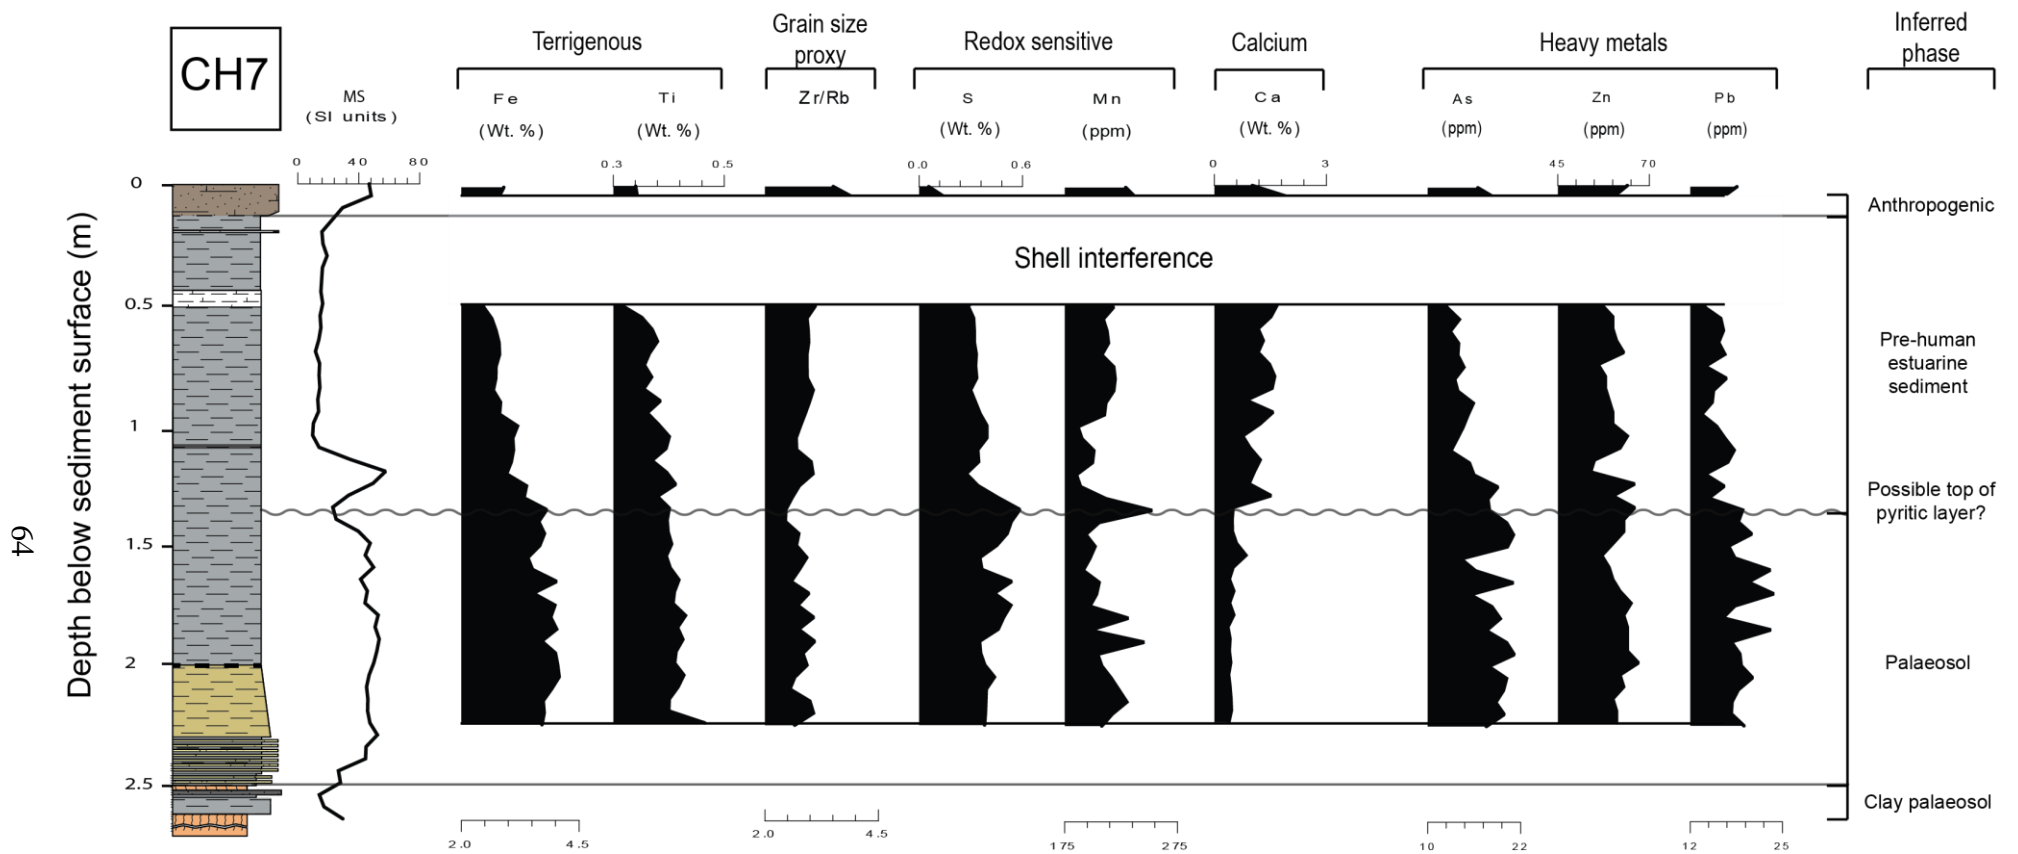 CH7
MS
(SI units)
0 40 80
Terrigenous
Fe
(Wt. %)
Ti
(Wt. %)
0.3 0.5
Grain size
proxy
Zr/Rb
Redox sensitive
S
(Wt. %)
0.0 0.6
Mn
(ppm)
Calcium
Ca
(Wt. %)
0 3
Heavy metals
As
(ppm)
Zn
(ppm)
45 70
Pb
(ppm)
Inferred
phase
Depth below sediment surface (m)
0
0.5
1
1.5
2
2.5
Shell interference
Anthropogenic
Pre-human
estuarine
sediment
Possible top of
pyritic layer?
Palaeosol
Clay palaeosol
2.0 4.5
2.0 4.5
175 275
10 22
12 25
64